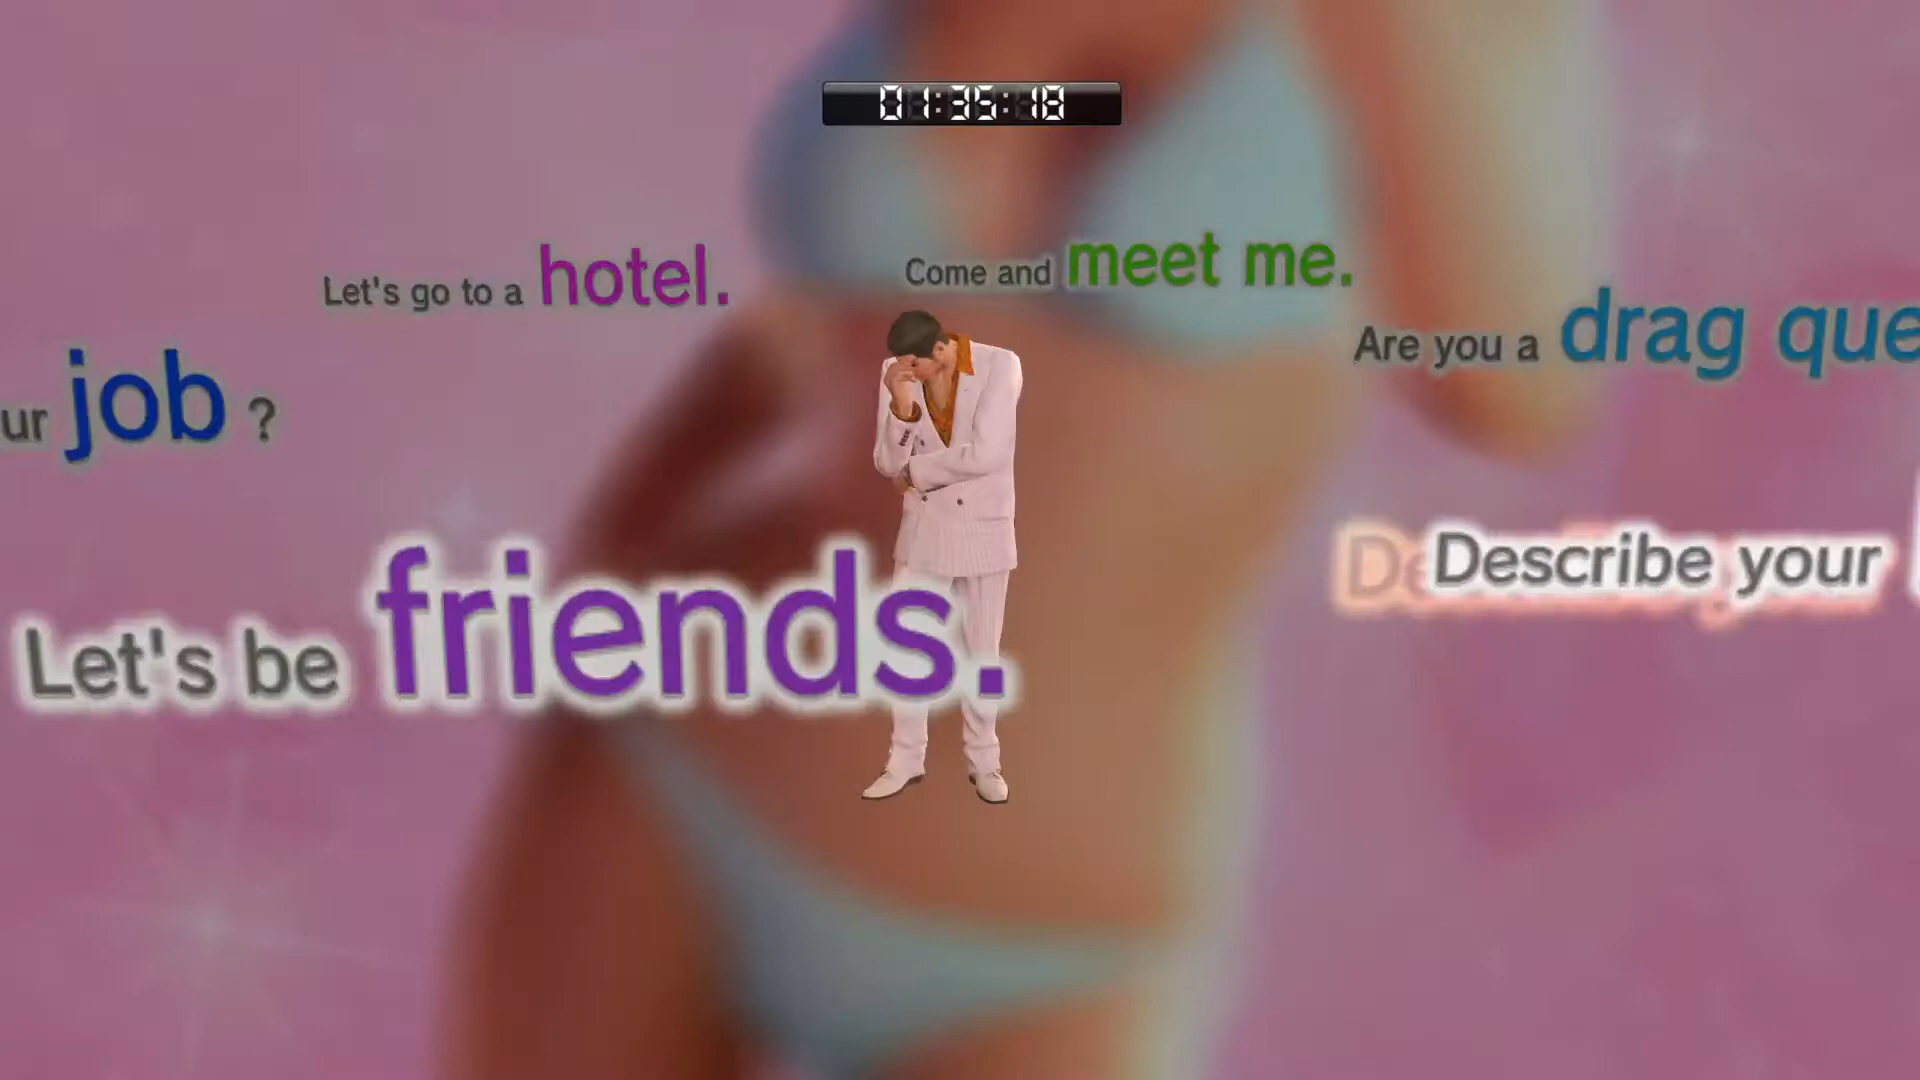 01:35:18
Let's go to a hotel.
Come and meet me.
Are you a drag que
ur job ?
Describe your
Let's be friends.